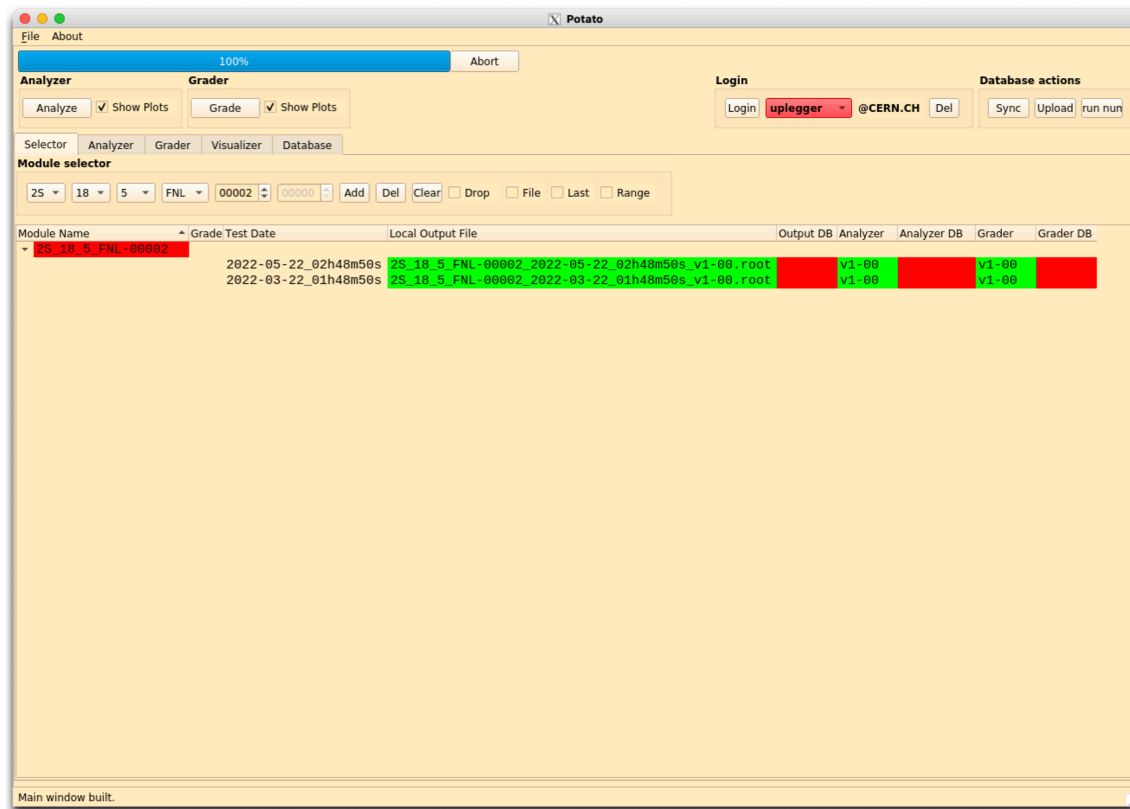 Potato
File About
100% Abort
Analyzer Grader Login Database actions
Analyze Show Plots Grade Show Plots Login uplegger @CERN.CH Del Sync Upload run num
Selector Analyzer Grader Visualizer Database
Module selector
2S 18 5 FNL 00002 00000 Add Del Clear Drop File Last Range
Module Name Grade Test Date Local Output File Output DB Analyzer Analyzer DB Grader Grader DB
2S_18_5_FNL-00002
2022-05-22_02h48m50s 2S_18_5_FNL-00002_2022-05-22_02h48m50s_v1-00.root v1-00 v1-00
2022-03-22_01h48m50s 2S_18_5_FNL-00002_2022-03-22_01h48m50s_v1-00.root v1-00 v1-00
Main window built.